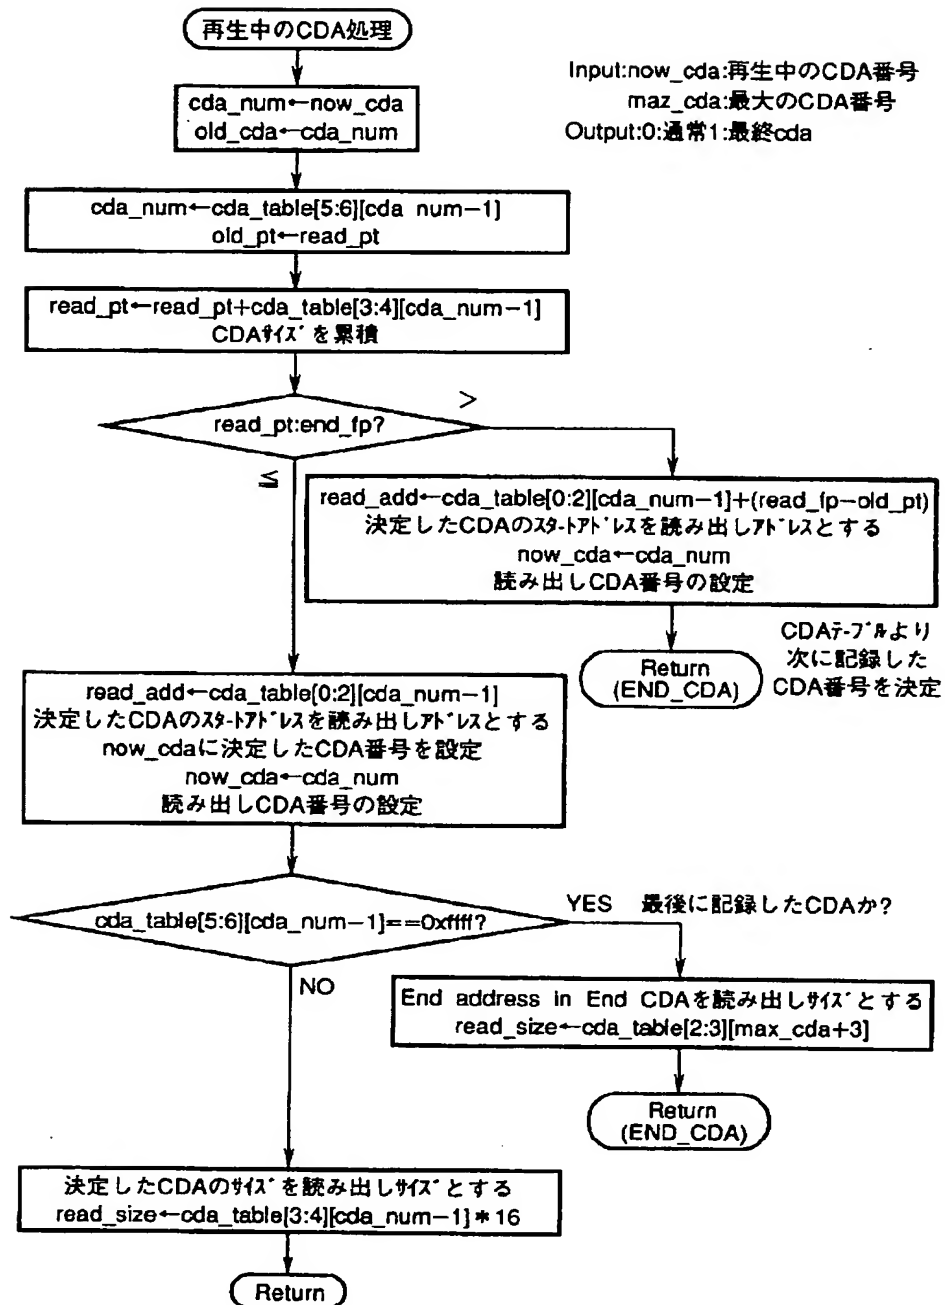 再生中のCDA処理
Input:now_cda:再生中のCDA番号
maz_cda:最大のCDA番号
Output:0:通常1:最終cda
cda_num←now_cda
old_cda←cda_num
cda_num←cda_table[5:6][cda num−1]
old_pt←read_pt
read_pt←read_pt+cda_table[3:4][cda_num−1]
CDAｻｲｽﾞを累積
read_pt:end_fp?
>
≦
read_add←cda_table[0:2][cda_num−1]+(read_fp−old_pt)
決定したCDAのｽﾀｰﾄｱﾄﾞﾚｽを読み出しｱﾄﾞﾚｽとする
now_cda←cda_num
読み出しCDA番号の設定
Return
(END_CDA)
CDAﾃｰﾌﾞﾙより
次に記録した
CDA番号を決定
read_add←cda_table[0:2][cda_num−1]
決定したCDAのｽﾀｰﾄｱﾄﾞﾚｽを読み出しｱﾄﾞﾚｽとする
now_cdaに決定したCDA番号を設定
now_cda←cda_num
読み出しCDA番号の設定
cda_table[5:6][cda_num−1]==0xffff?
YES 最後に記録したCDAか?
NO
End address in End CDAを読み出しｻｲｽﾞとする
read_size←cda_table[2:3][max_cda+3]
Return
(END_CDA)
決定したCDAのｻｲｽﾞを読み出しｻｲｽﾞとする
read_size←cda_table[3:4][cda_num−1]*16
Return